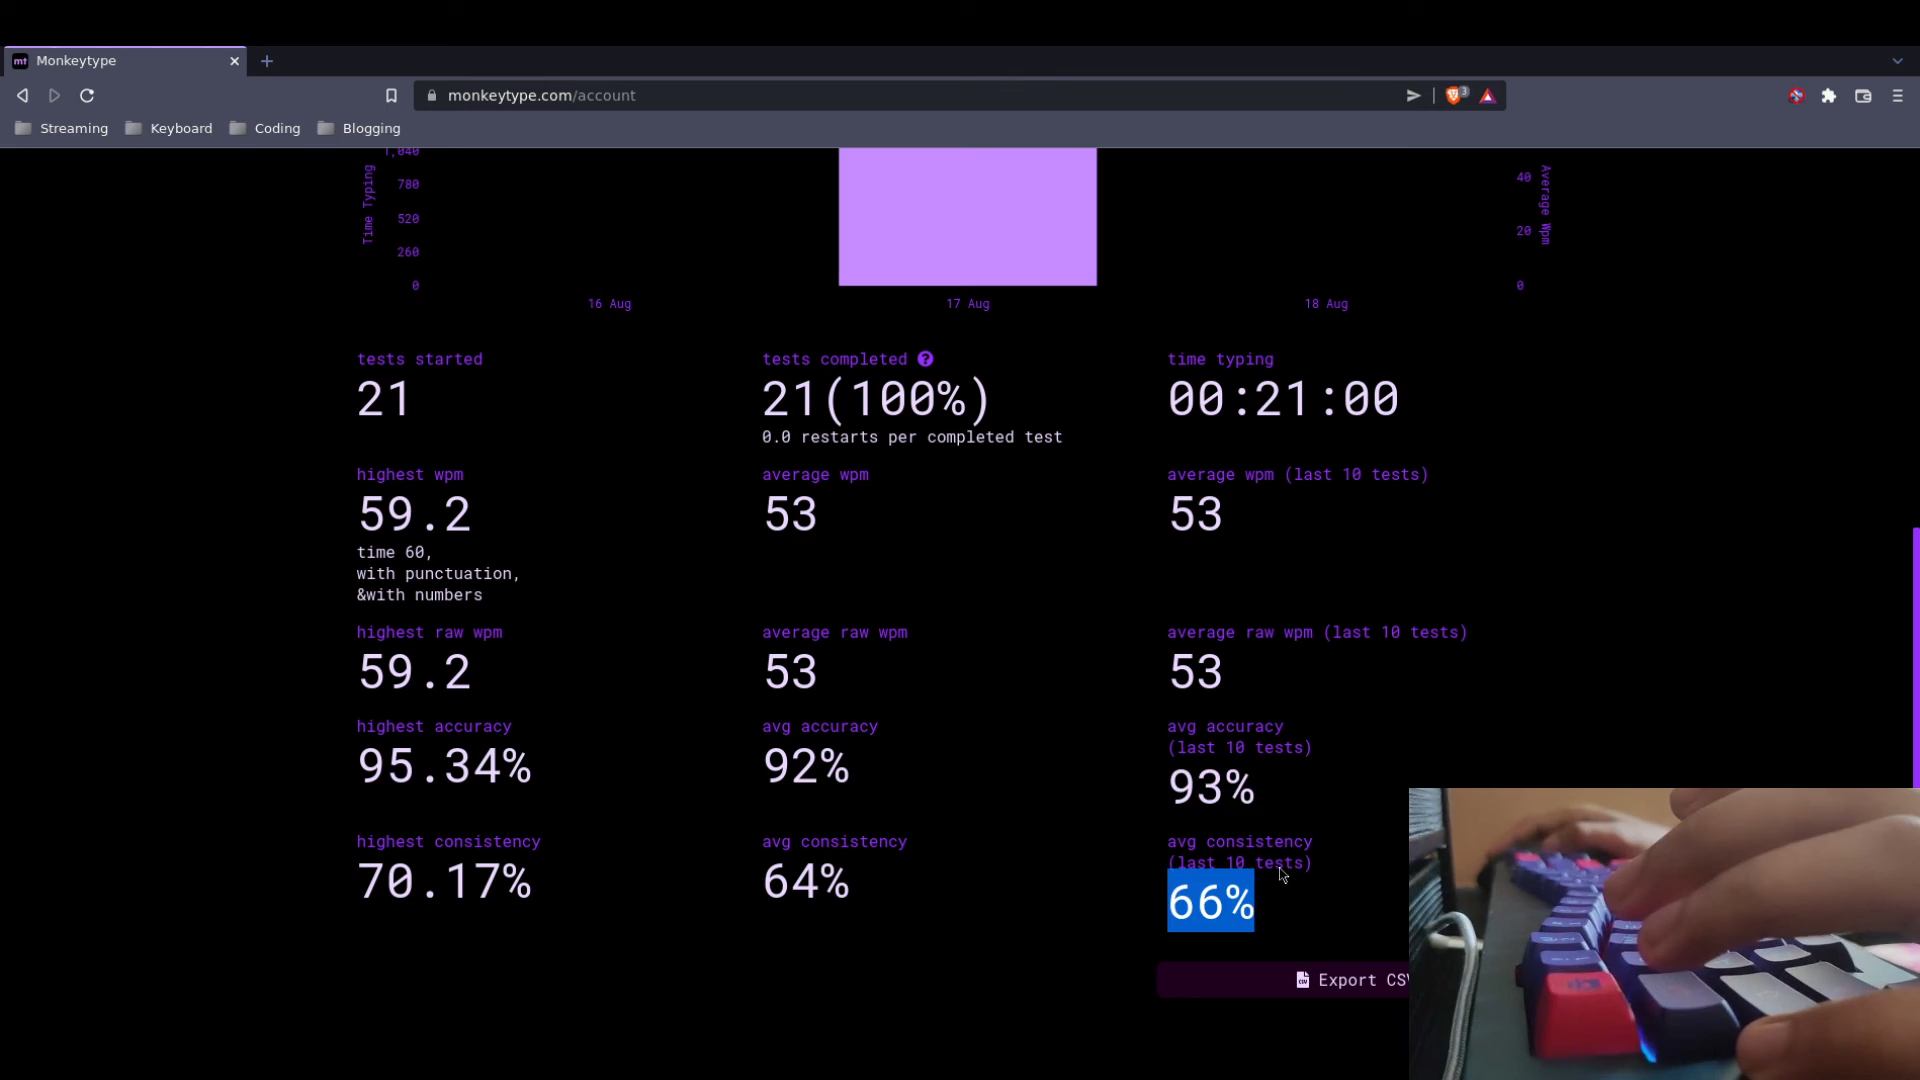 mt Monkeytype
monkeytype.com/account
3
Streaming Keyboard Coding Blogging
1,040
780
520
260
0
Time Typing
40
20
0
Average Wpm
16 Aug 17 Aug 18 Aug
tests started
21
tests completed ?
21(100%)
0.0 restarts per completed test
time typing
00:21:00
highest wpm
59.2
time 60,
with punctuation,
&with numbers
average wpm
53
average wpm (last 10 tests)
53
highest raw wpm
59.2
average raw wpm
53
average raw wpm (last 10 tests)
53
highest accuracy
95.34%
avg accuracy
92%
avg accuracy
(last 10 tests)
93%
highest consistency
70.17%
avg consistency
64%
avg consistency
(last 10 tests)
66%
Export CSV